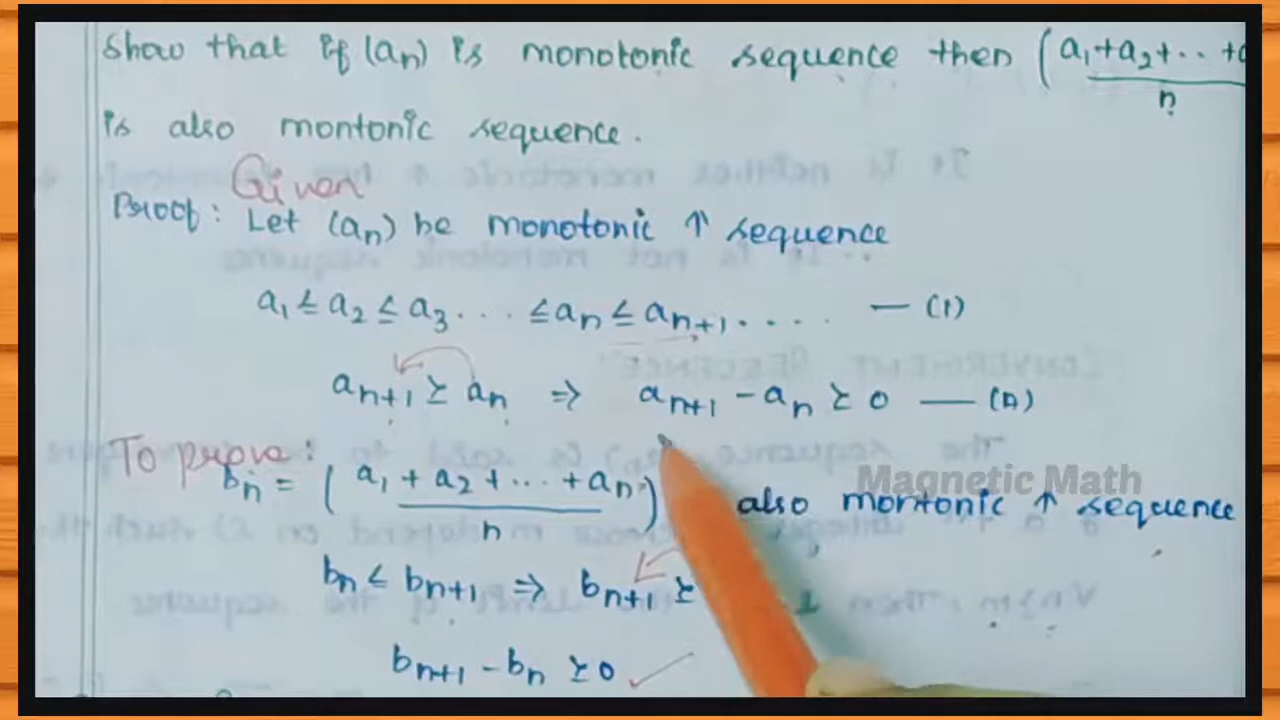 Show that if (aₙ) is monotonic sequence then (a₁+a₂+..+
n
is also montonic sequence.
Given
Proof: Let (aₙ) be monotonic ↑ sequence
a₁ ≤ a₂ ≤ a₃ ... ≤ aₙ ≤ aₙ₊₁ .... — (1)
aₙ₊₁ ≥ aₙ ⇒ aₙ₊₁ - aₙ ≥ 0 — (A)
To prove:
bₙ = (a₁ + a₂ + ... + aₙ / n) also montonic ↑ sequence
Magnetic Math
bₙ ≤ bₙ₊₁ ⇒ bₙ₊₁ ≥
bₙ₊₁ - bₙ ≥ 0 ✓